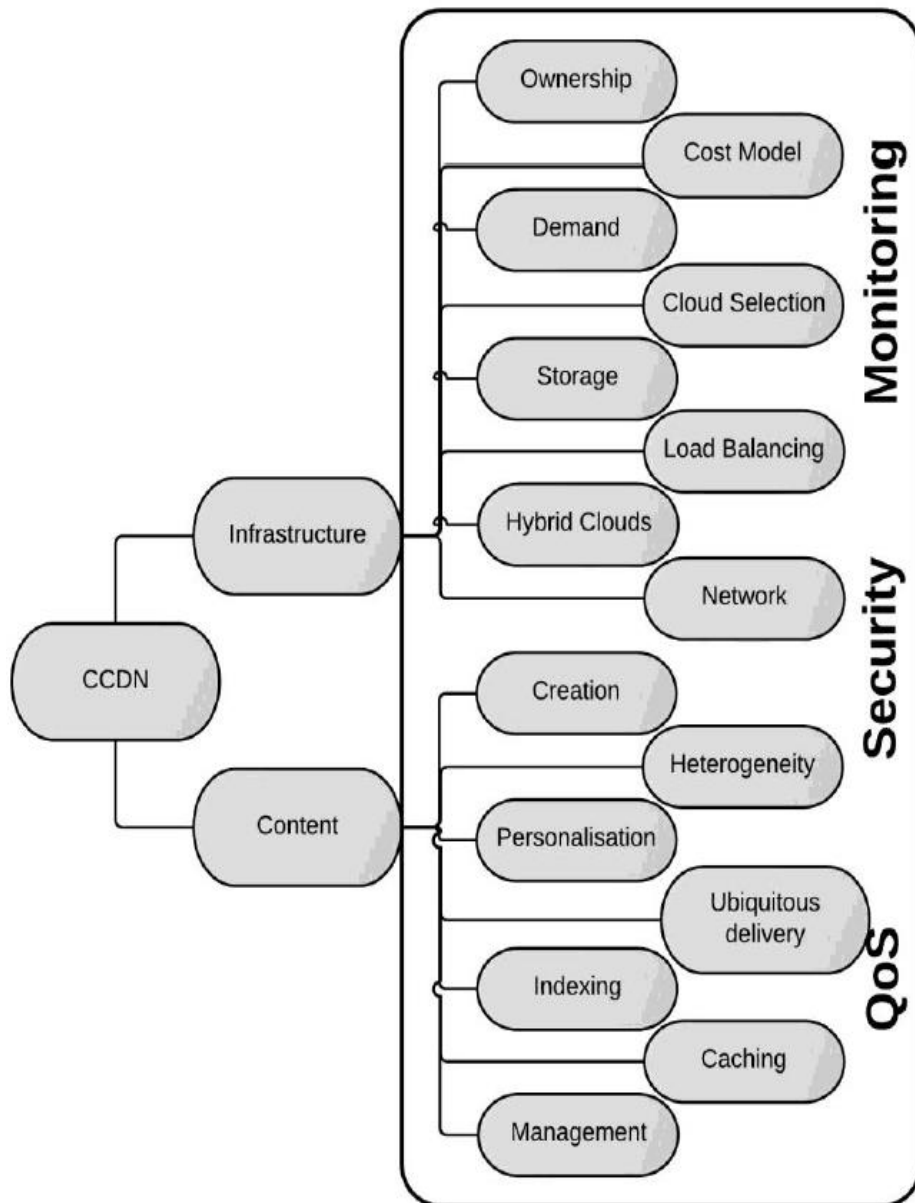 Ownership
Cost Model
Demand
Cloud Selection
Storage
Load Balancing
Infrastructure
Hybrid Clouds
Network
CCDN
Creation
Heterogeneity
Content
Personalisation
Ubiquitous
delivery
Indexing
Caching
Management
Monitoring
Security
QoS